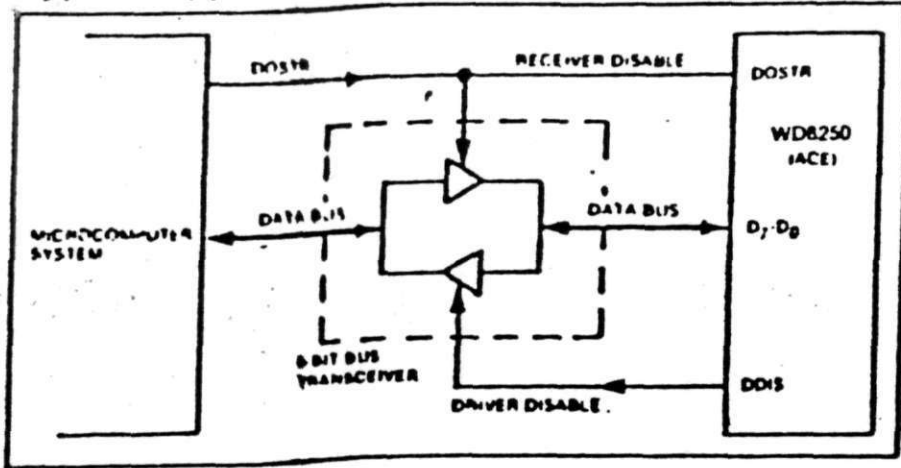 DOSTR
RECEIVER DISABLE
DOSTR
WD8250
(ACE)
DATA BUS
DATA BUS
MICROCOMPUTER
SYSTEM
D7-D0
8 BIT BUS
TRANSCEIVER
DRIVER DISABLE
DDIS